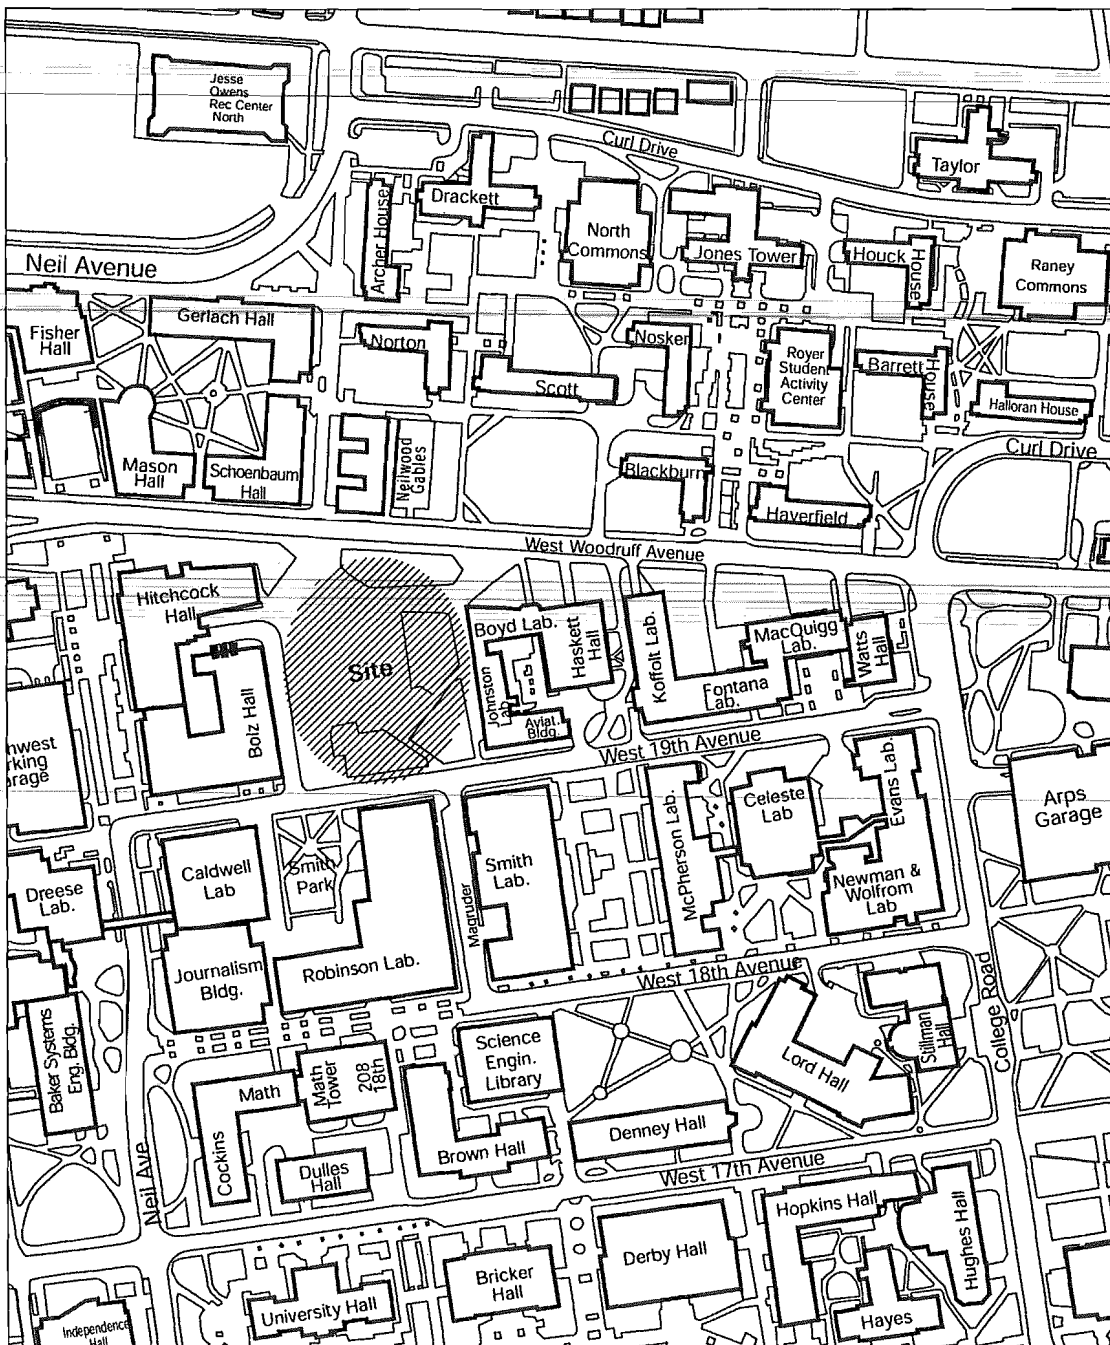 Jesse
Owens
Rec Center
North
Curl Drive
Taylor
Drackett
Archer House
North
Commons
Jones Tower
Houck
House
Raney
Commons
Neil Avenue
Gerlach Hall
Fisher
Hall
Norton
Nosker
Scott
Royer
Student
Activity
Center
Barrett
House
Halloran House
Curl Drive
Mason
Hall
Schoenbaum
Hall
Neilwood
Gables
Blackburn
Haverfield
West Woodruff Avenue
Hitchcock
Hall
Boyd Lab.
Haskett
Hall
Koffolt Lab.
MacQuigg
Lab.
Watts
Hall
Site
Johnston
Lab
Fontana
Lab.
Aviat.
Bldg.
Bolz Hall
West 19th Avenue
hwest
rking
arage
Celeste
Lab
Evans Lab.
Arps
Garage
McPherson Lab.
Caldwell
Lab
Smith
Park
Smith
Lab.
Dreese
Lab.
Newman &
Wolfrom
Lab
Magruder
Journalism
Bldg.
Robinson Lab.
West 18th Avenue
College Road
Baker Systems
Eng. Bldg.
Science
Engin.
Library
Lord Hall
Stillman
Hall
Math
Math
Tower
208
18th
Denney Hall
Cockins
Brown Hall
Dulles
Hall
West 17th Avenue
Neil Ave
Hopkins Hall
Hughes Hall
Derby Hall
Bricker
Hall
University Hall
Hayes
Independence
Hall